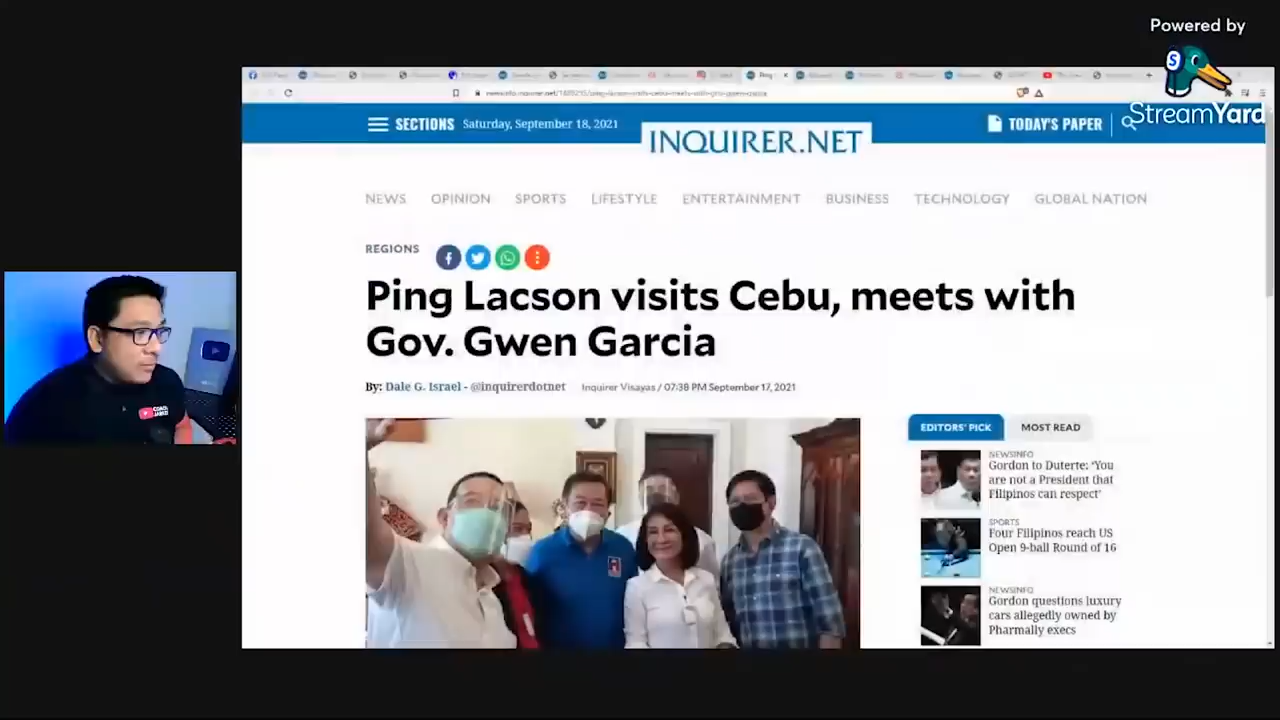 Powered by
StreamYard
SECTIONS
Saturday, September 18, 2021
INQUIRER.NET
TODAY'S PAPER
NEWS OPINION SPORTS LIFESTYLE ENTERTAINMENT BUSINESS TECHNOLOGY GLOBAL NATION
REGIONS
Ping Lacson visits Cebu, meets with
Gov. Gwen Garcia
By: Dale G. Israel - @inquirerdotnet
Inquirer Visayas / 07:38 PM September 17, 2021
EDITORS' PICK
MOST READ
NEWSINFO
Gordon to Duterte: 'You
are not a President that
Filipinos can respect'
SPORTS
Four Filipinos reach US
Open 9-ball Round of 16
NEWSINFO
Gordon questions luxury
cars allegedly owned by
Pharmally execs